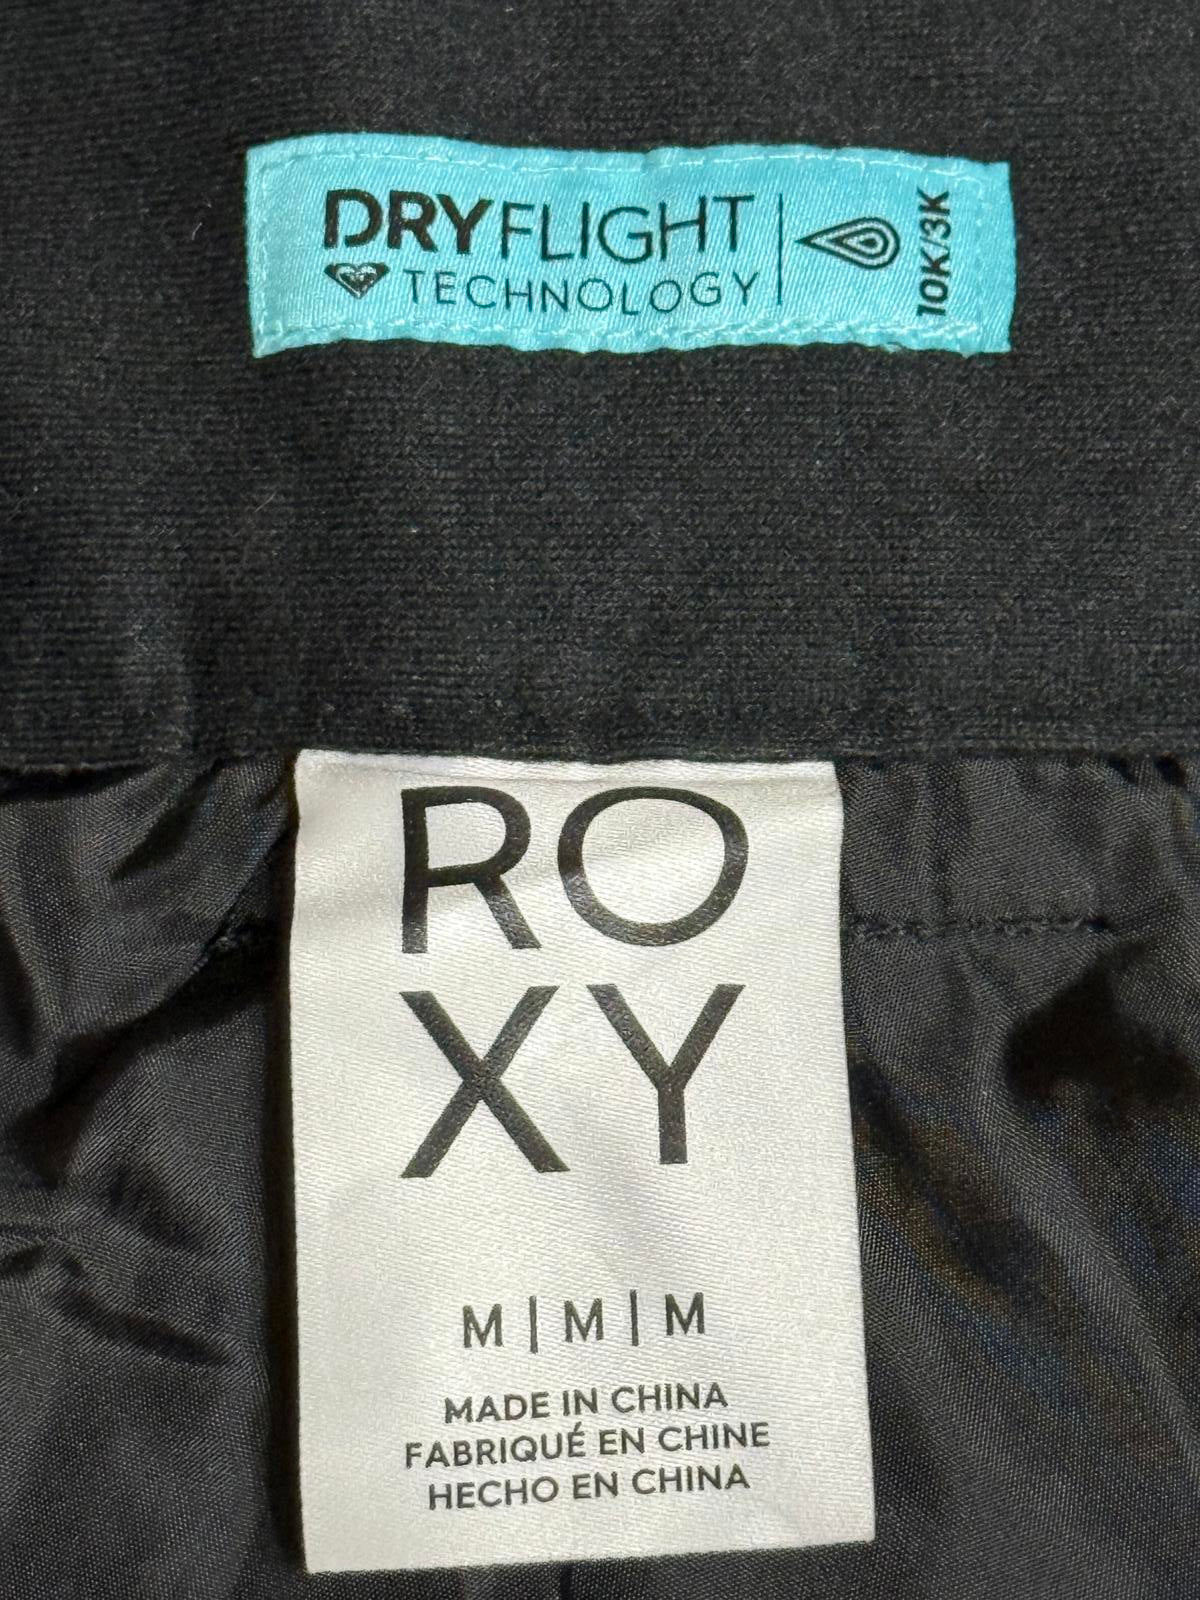 DRYFLIGHT
TECHNOLOGY
10K/3K
RO
XY
M | M | M
MADE IN CHINA
FABRIQUÉ EN CHINE
HECHO EN CHINA